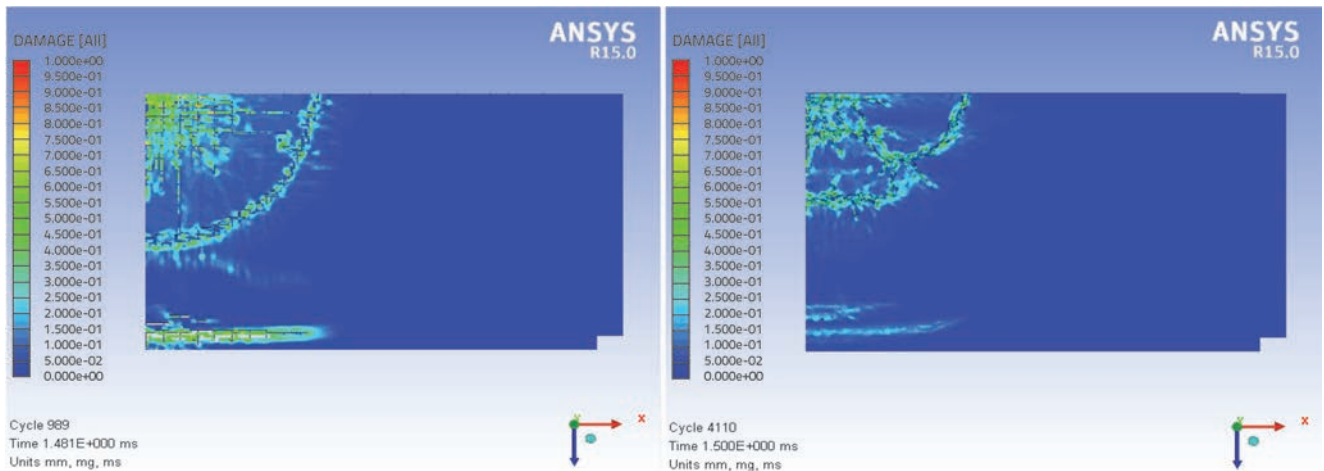 DAMAGE [All]
1.000e+00
9.500e-01
9.000e-01
8.500e-01
8.000e-01
7.500e-01
7.000e-01
6.500e-01
6.000e-01
5.500e-01
5.000e-01
4.500e-01
4.000e-01
3.500e-01
3.000e-01
2.500e-01
2.000e-01
1.500e-01
1.000e-01
5.000e-02
0.000e+00
ANSYS
R15.0
Cycle 989
Time 1.481E+000 ms
Units mm, mg, ms
Y
X
DAMAGE [All]
1.000e+00
9.500e-01
9.000e-01
8.500e-01
8.000e-01
7.500e-01
7.000e-01
6.500e-01
6.000e-01
5.500e-01
5.000e-01
4.500e-01
4.000e-01
3.500e-01
3.000e-01
2.500e-01
2.000e-01
1.500e-01
1.000e-01
5.000e-02
0.000e+00
ANSYS
R15.0
Cycle 4110
Time 1.500E+000 ms
Units mm, mg, ms
Y
X